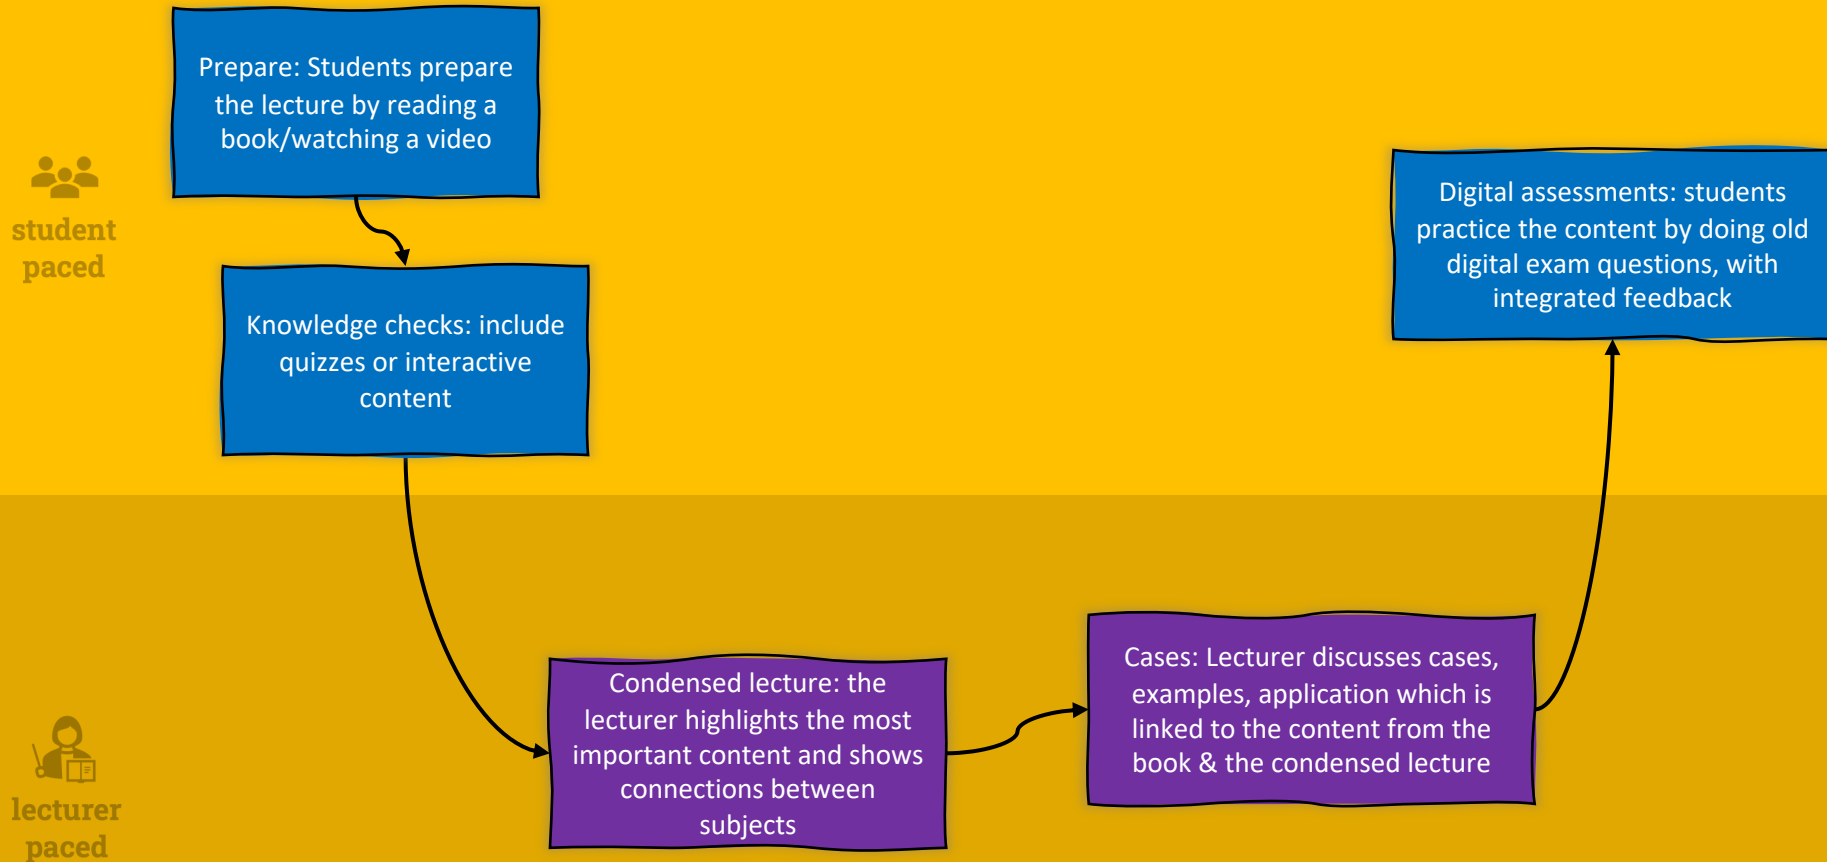 Prepare: Students prepare
the lecture by reading a
book/watching a video
student
paced
Knowledge checks: include
quizzes or interactive
content
Digital assessments: students
practice the content by doing old
digital exam questions, with
integrated feedback
lecturer
paced
Condensed lecture: the
lecturer highlights the most
important content and shows
connections between
subjects
Cases: Lecturer discusses cases,
examples, application which is
linked to the content from the
book & the condensed lecture